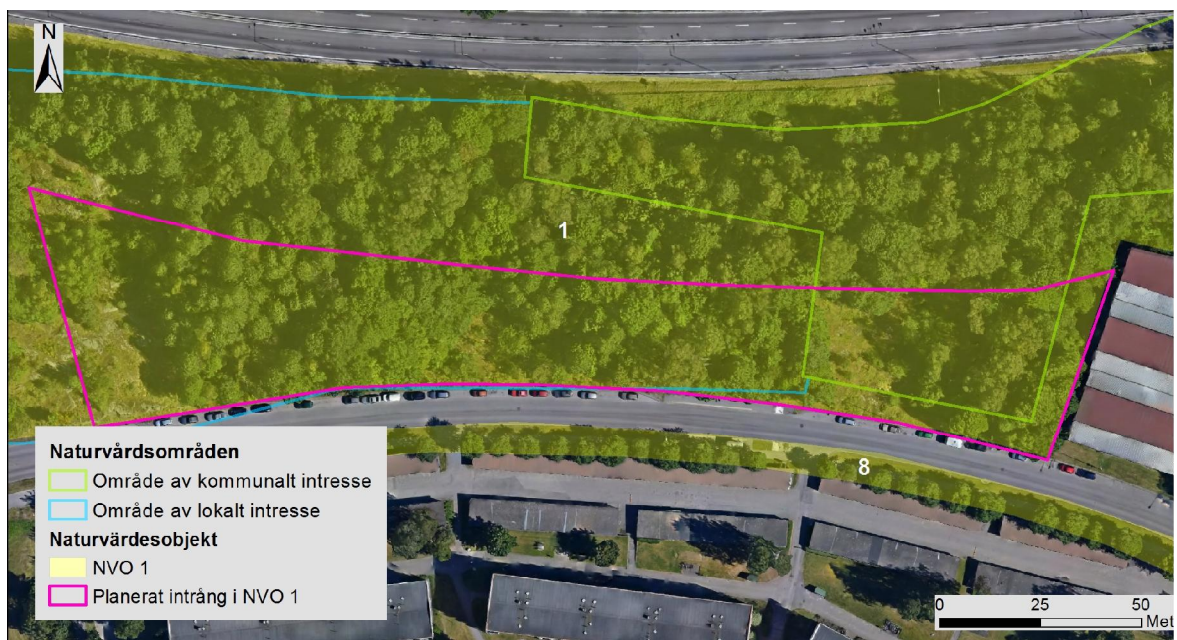 N
1
8
Naturvårdsområden
Område av kommunalt intresse
Område av lokalt intresse
Naturvärdesobjekt
NVO 1
Planerat intrång i NVO 1
0 25 50
Met